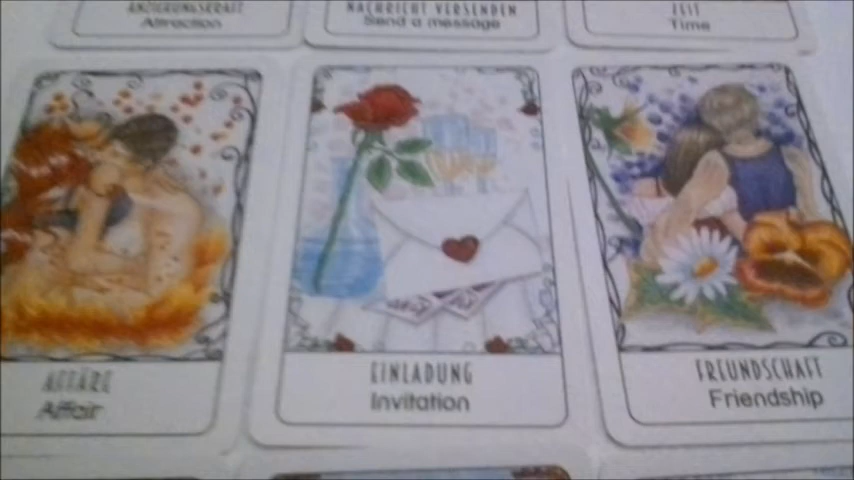 ANZIEHUNGSKRAFT
Attraction
NACHRICHT VERSENDEN
Send a message
ZEIT
Time
AFFÄRE
Affair
EINLADUNG
Invitation
FREUNDSCHAFT
Friendship